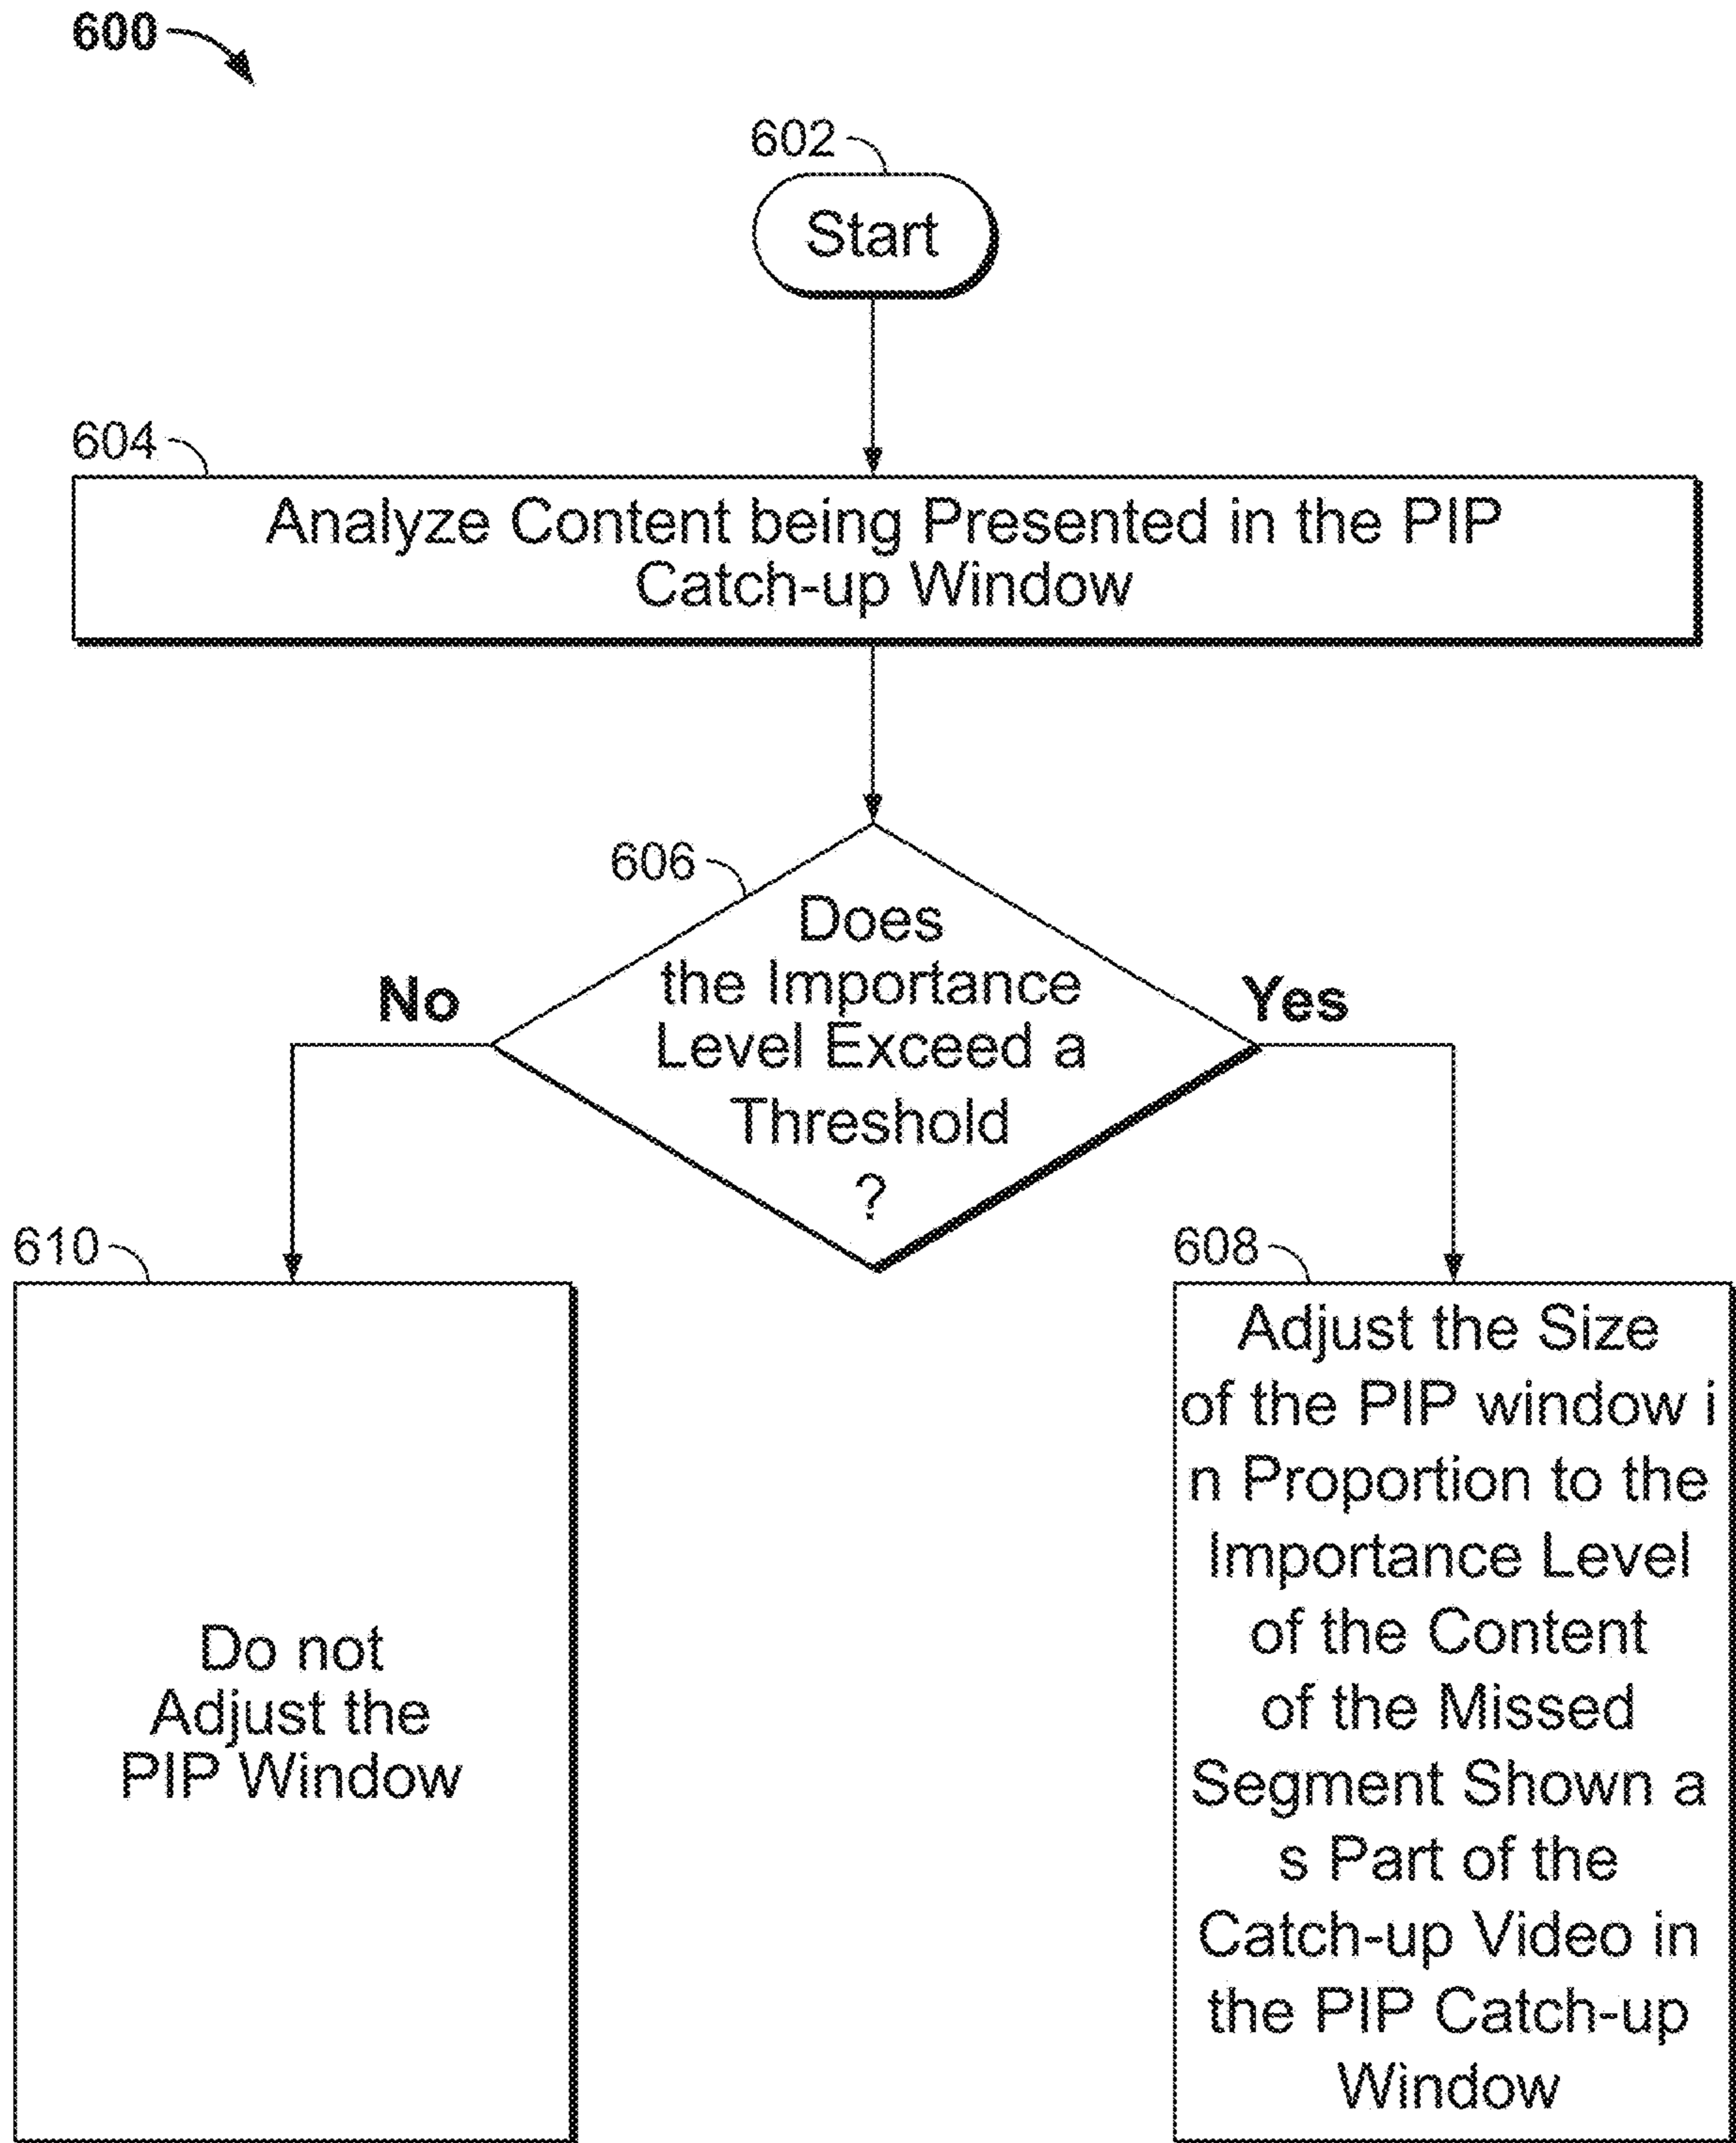 600
602
Start
604
Analyze Content being Presented in the PIP
Catch-up Window
606
Does
the Importance
Level Exceed a
Threshold
?
No
Yes
610
Do not
Adjust the
PIP Window
608
Adjust the Size
of the PIP window i
n Proportion to the
Importance Level
of the Content
of the Missed
Segment Shown a
s Part of the
Catch-up Video in
the PIP Catch-up
Window